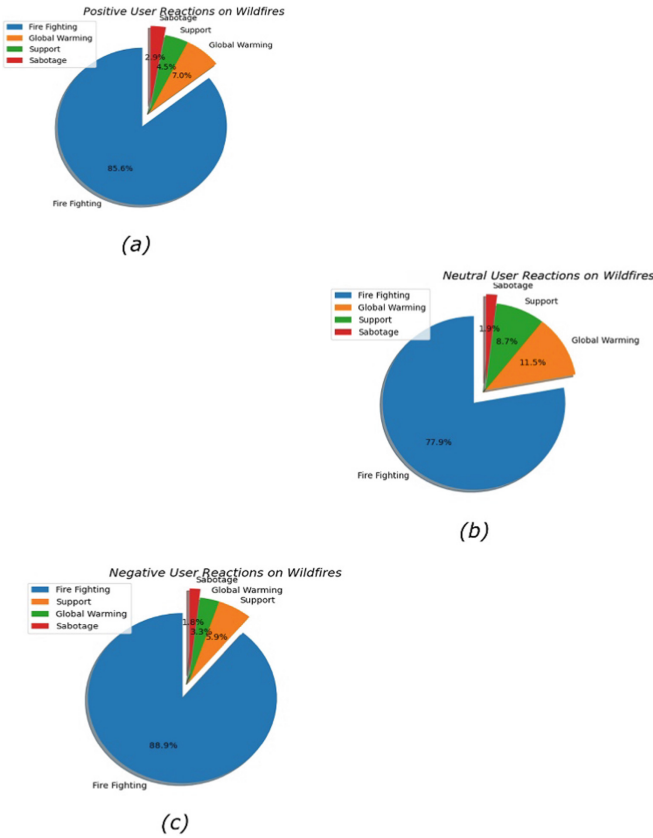 Positive User Reactions on Wildfires
Fire Fighting
Global Warming
Support
Sabotage
Sabotage
Support
Global Warming
2.9%
4.5%
7.0%
85.6%
Fire Fighting
(a)
Neutral User Reactions on Wildfires
Sabotage
Fire Fighting
Global Warming
Support
Sabotage
Support
Global Warming
1.9%
8.7%
11.5%
77.9%
Fire Fighting
(b)
Negative User Reactions on Wildfires
Sabotage
Fire Fighting
Support
Global Warming
Sabotage
Global Warming
Support
1.8%
3.3%
5.9%
88.9%
Fire Fighting
(c)